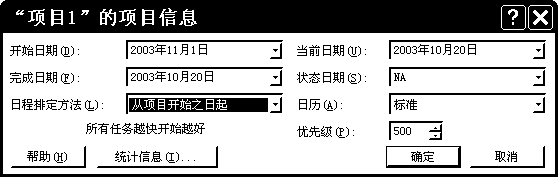 “项目1”的项目信息
开始日期(D): 2003年11月1日 当前日期(U): 2003年10月20日
完成日期(F): 2003年10月20日 状态日期(S): NA
日程排定方法(L): 从项目开始之日起 日历(A): 标准
所有任务越快开始越好 优先级(P): 500
帮助(H) 统计信息(I)... 确定 取消